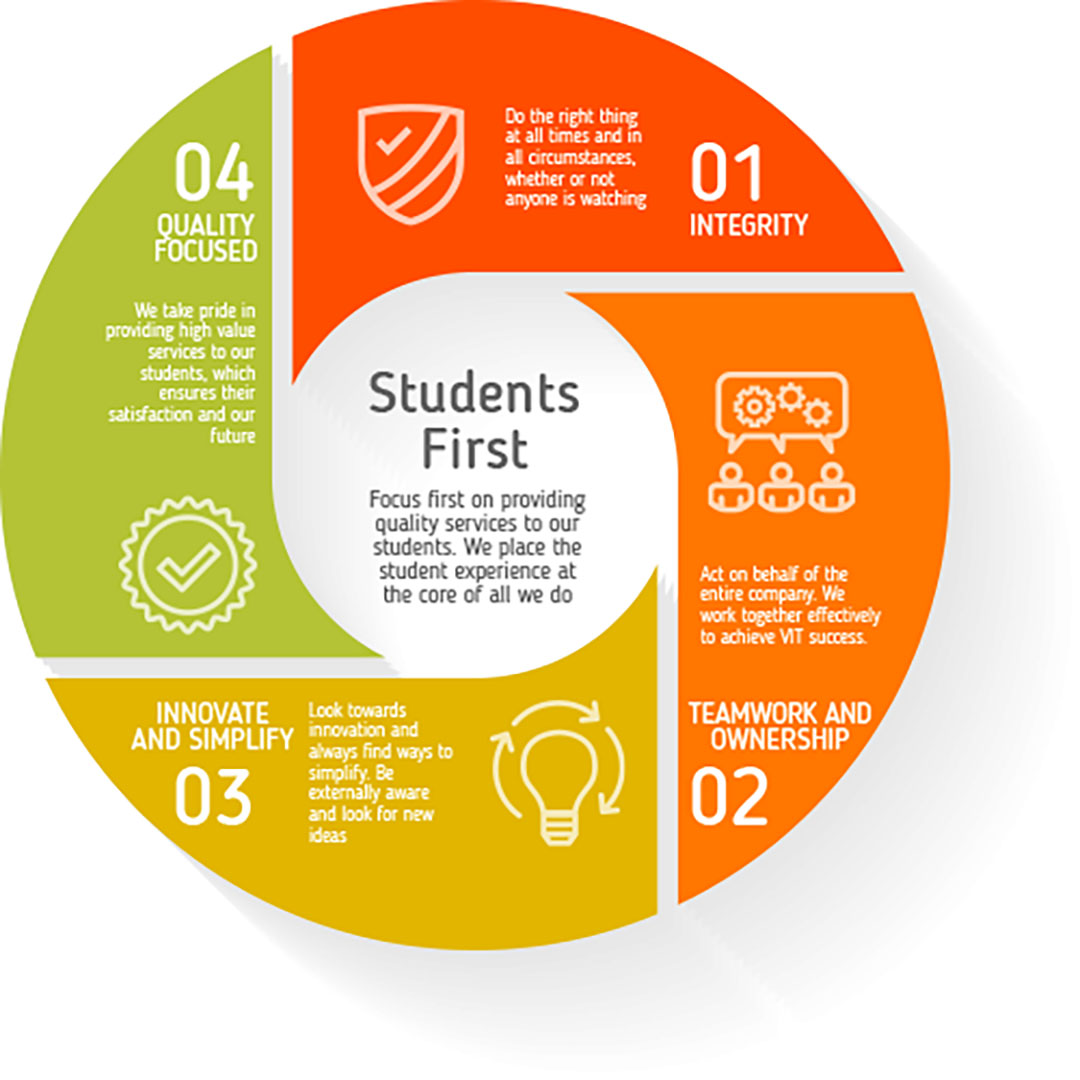 Do the right thing
at all times and in
all circumstances,
whether or not
anyone is watching
01
INTEGRITY
Act on behalf of the
entire company. We
work together effectively
to achieve VIT success.
TEAMWORK AND
OWNERSHIP
02
INNOVATE
AND SIMPLIFY
03
Look towards
innovation and
always find ways to
simplify. Be
externally aware
and look for new
ideas
04
QUALITY
FOCUSED
We take pride in
providing high value
services to our
students, which
ensures their
satisfaction and our
future
Students
First
Focus first on providing
quality services to our
students. We place the
student experience at
the core of all we do